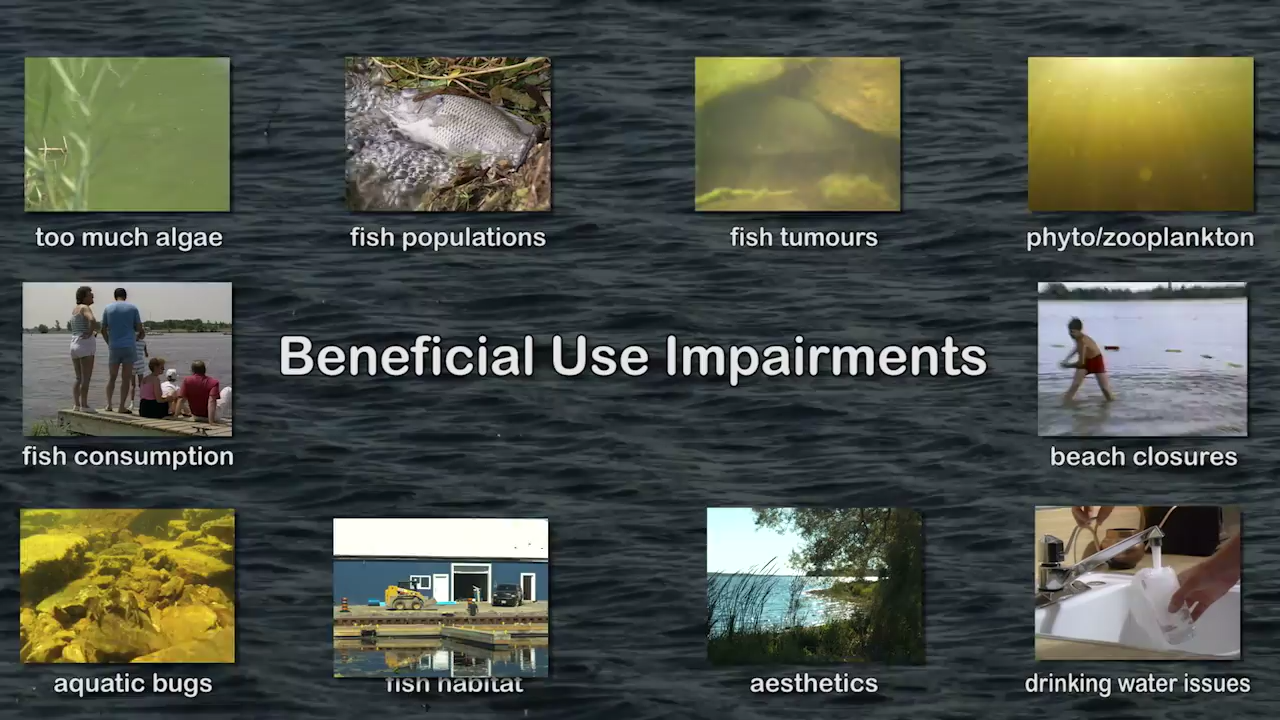 too much algae
fish populations
fish tumours
phyto/zooplankton
Beneficial Use Impairments
fish consumption
beach closures
aquatic bugs
fish habitat
aesthetics
drinking water issues